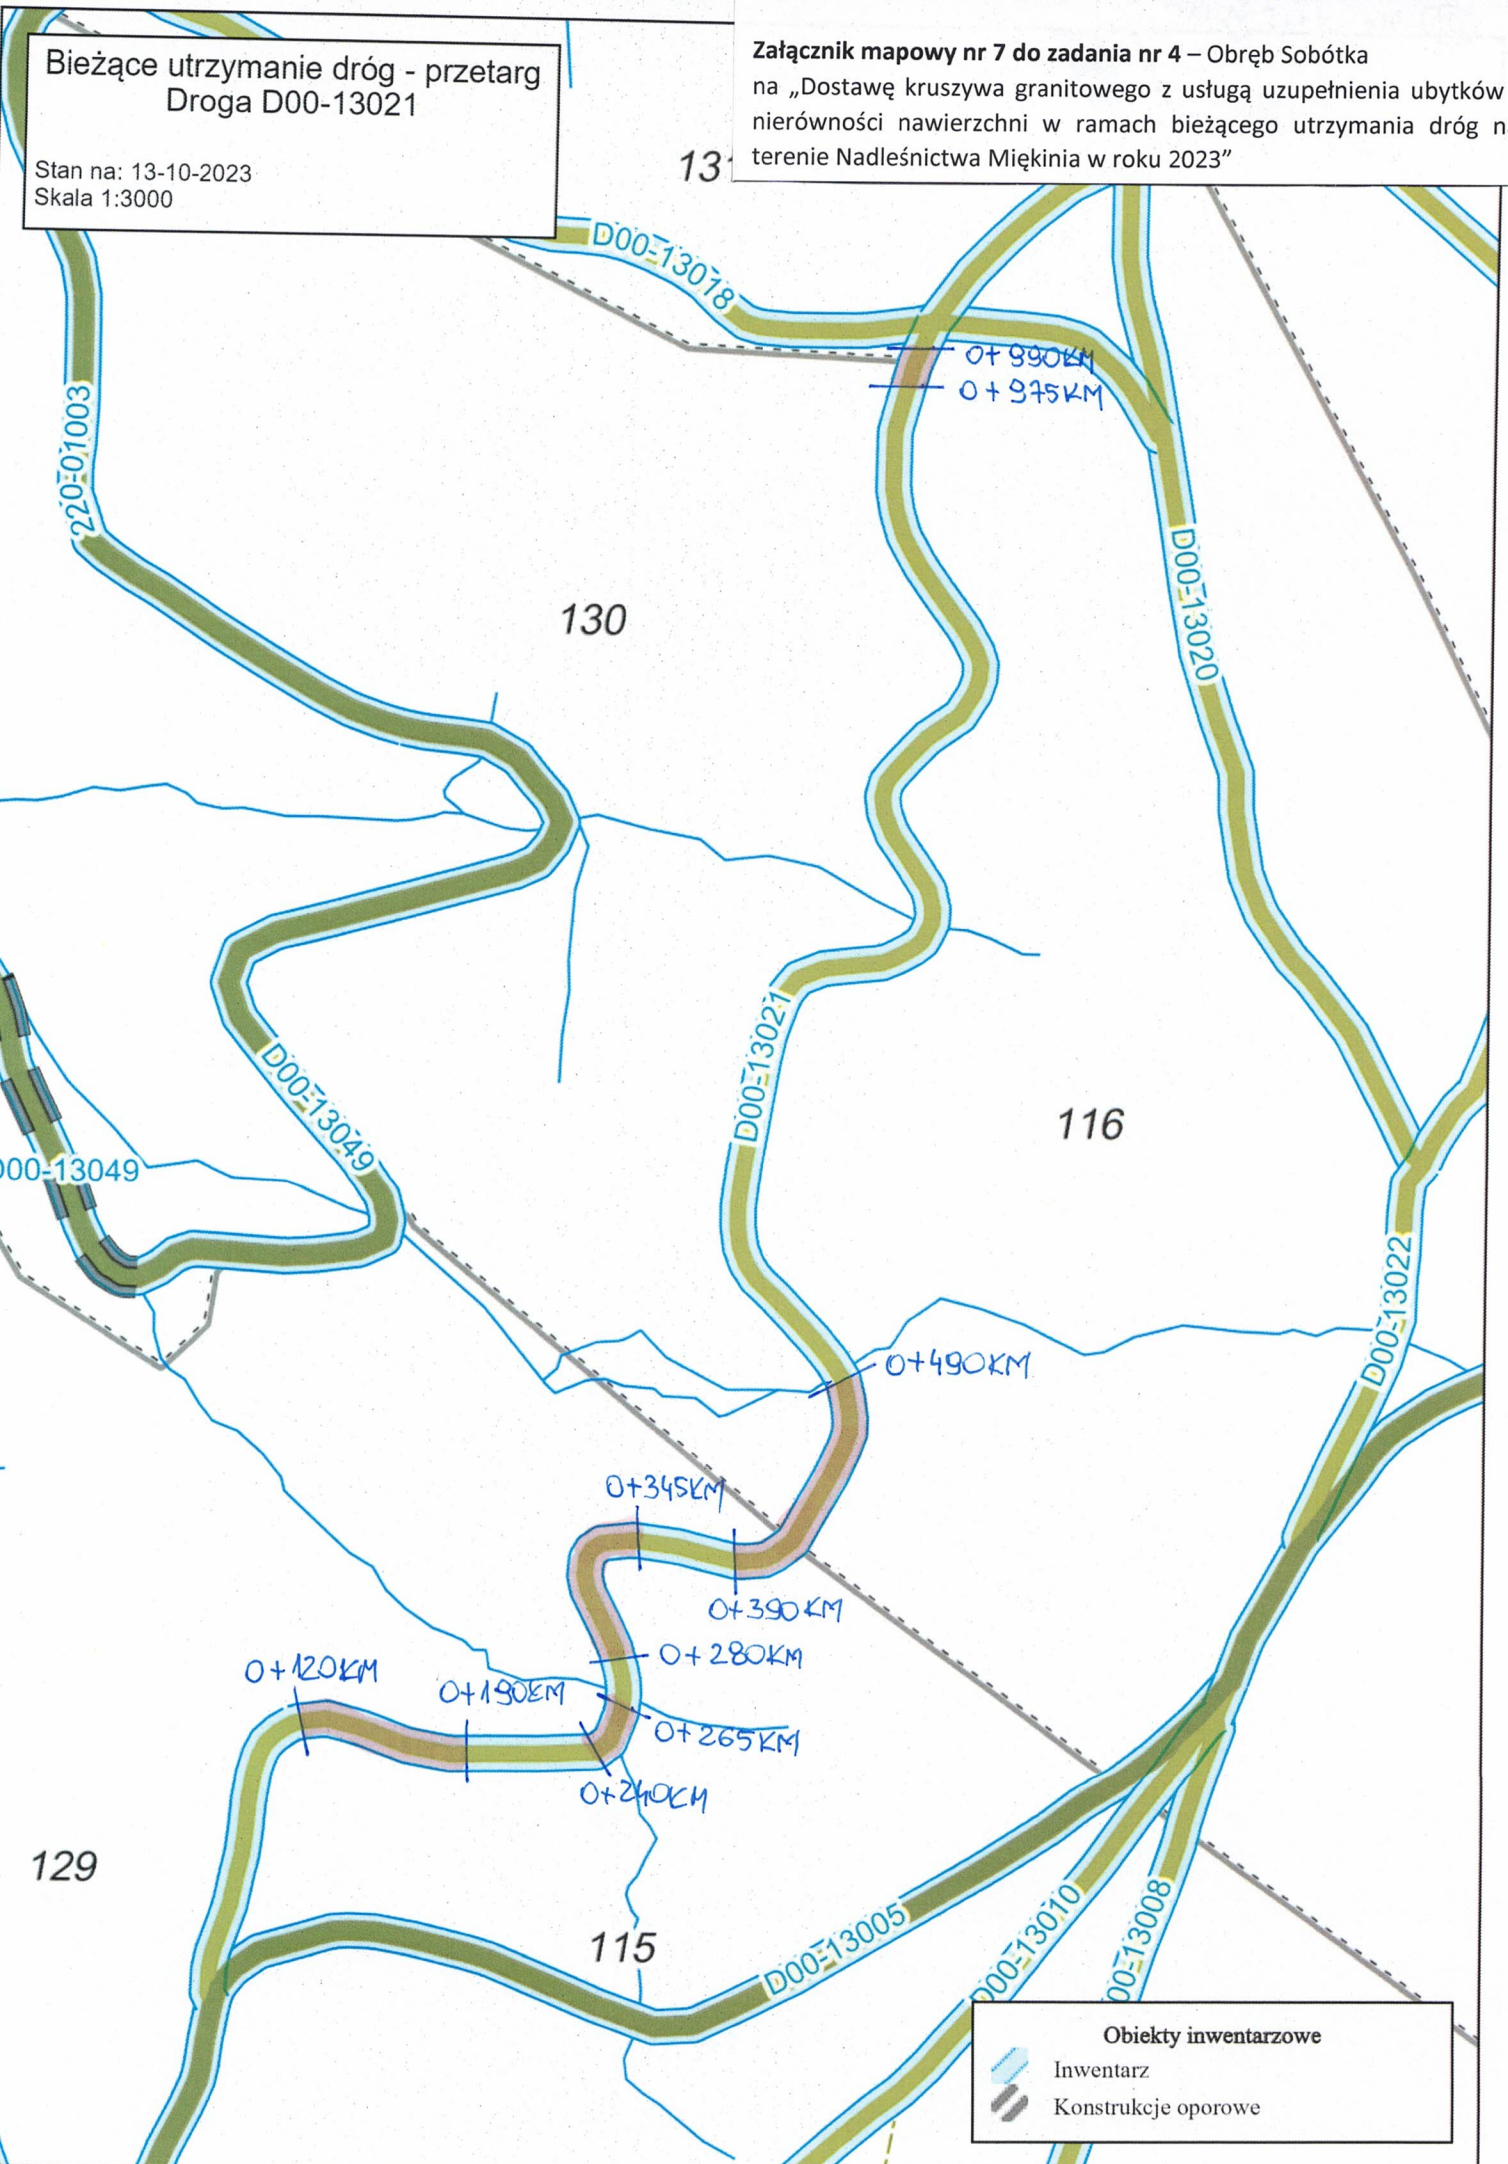 Bieżące utrzymanie dróg - przetarg
Droga D00-13021
Stan na: 13-10-2023
Skala 1:3000
Załącznik mapowy nr 7 do zadania nr 4 – Obręb Sobótka
na „Dostawę kruszywa granitowego z usługą uzupełnienia ubytków
nierówności nawierzchni w ramach bieżącego utrzymania dróg n
terenie Nadleśnictwa Miękinia w roku 2023”
131
D00-13018
0+990KM
0+975KM
220-01003
D00-13020
130
D00-13021
D00-13049
116
D00-13049
D00-13022
0+490KM
0+345KM
0+390KM
0+280KM
0+120KM
0+190KM
0+265KM
0+240KM
129
115
D00-13005
D00-13010
D00-13008
Obiekty inwentarzowe
Inwentarz
Konstrukcje oporowe